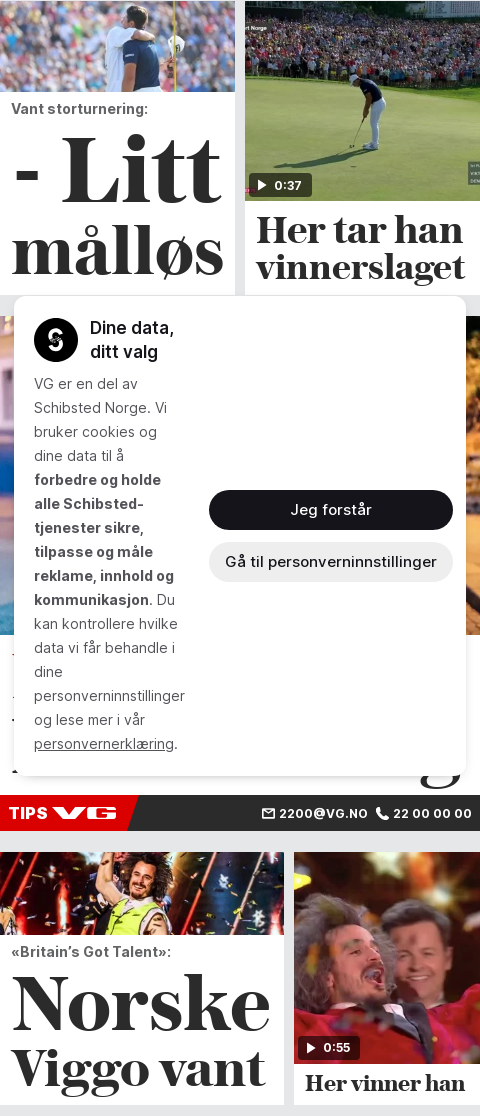 Vant storturnering:
- Litt
målløs
rt Norge
0:37
Her tar han
vinnerslaget
Dine data,
ditt valg
VG er en del av
Schibsted Norge. Vi
bruker cookies og
dine data til å
forbedre og holde
alle Schibsted-
tjenester sikre,
tilpasse og måle
reklame, innhold og
kommunikasjon. Du
kan kontrollere hvilke
data vi får behandle i
dine
personverninnstillinger
og lese mer i vår
personvernerklæring.
Jeg forstår
Gå til personverninnstillinger
TIPS VG
2200@VG.NO
22 00 00 00
«Britain’s Got Talent»:
Norske
Viggo vant
0:55
Her vinner han